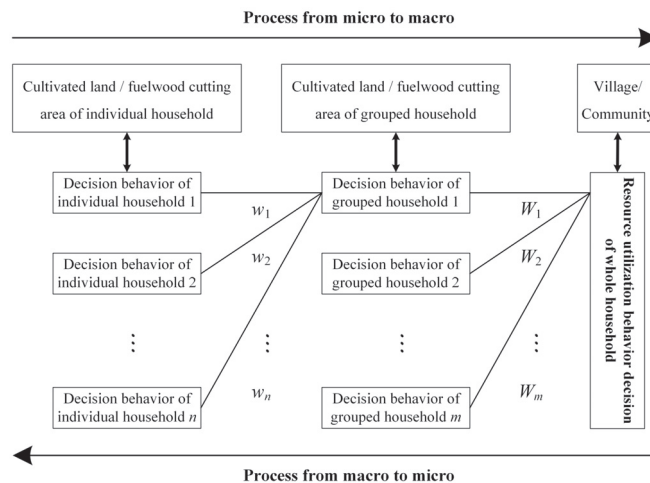 Process from micro to macro
Cultivated land / fuelwood cutting
area of individual household
Cultivated land / fuelwood cutting
area of grouped household
Village/
Community
Decision behavior of
individual household 1
Decision behavior of
grouped household 1
Resource utilization behavior decision
of whole household
w₁
W₁
Decision behavior of
individual household 2
w₂
Decision behavior of
grouped household 2
W₂
⋮
⋮
⋮
⋮
Decision behavior of
individual household n
wₙ
Decision behavior of
grouped household m
Wₘ
Process from macro to micro